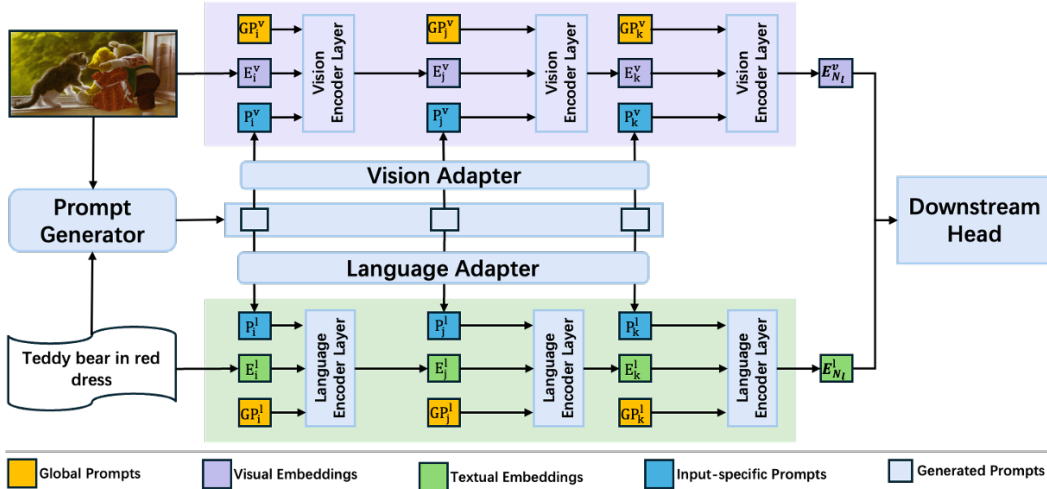 GP_i^v
GP_j^v
GP_k^v
E_i^v
E_j^v
E_k^v
P_i^v
P_j^v
P_k^v
Vision
Encoder Layer
Vision
Encoder Layer
Vision
Encoder Layer
E_{N_l}^v
Vision Adapter
Prompt
Generator
Downstream
Head
Language Adapter
Teddy bear in red
dress
P_i^l
P_j^l
P_k^l
E_i^l
E_j^l
E_k^l
GP_i^l
GP_j^l
GP_k^l
Language
Encoder Layer
Language
Encoder Layer
Language
Encoder Layer
E_{N_l}^l
Global Prompts
Visual Embeddings
Textual Embeddings
Input-specific Prompts
Generated Prompts